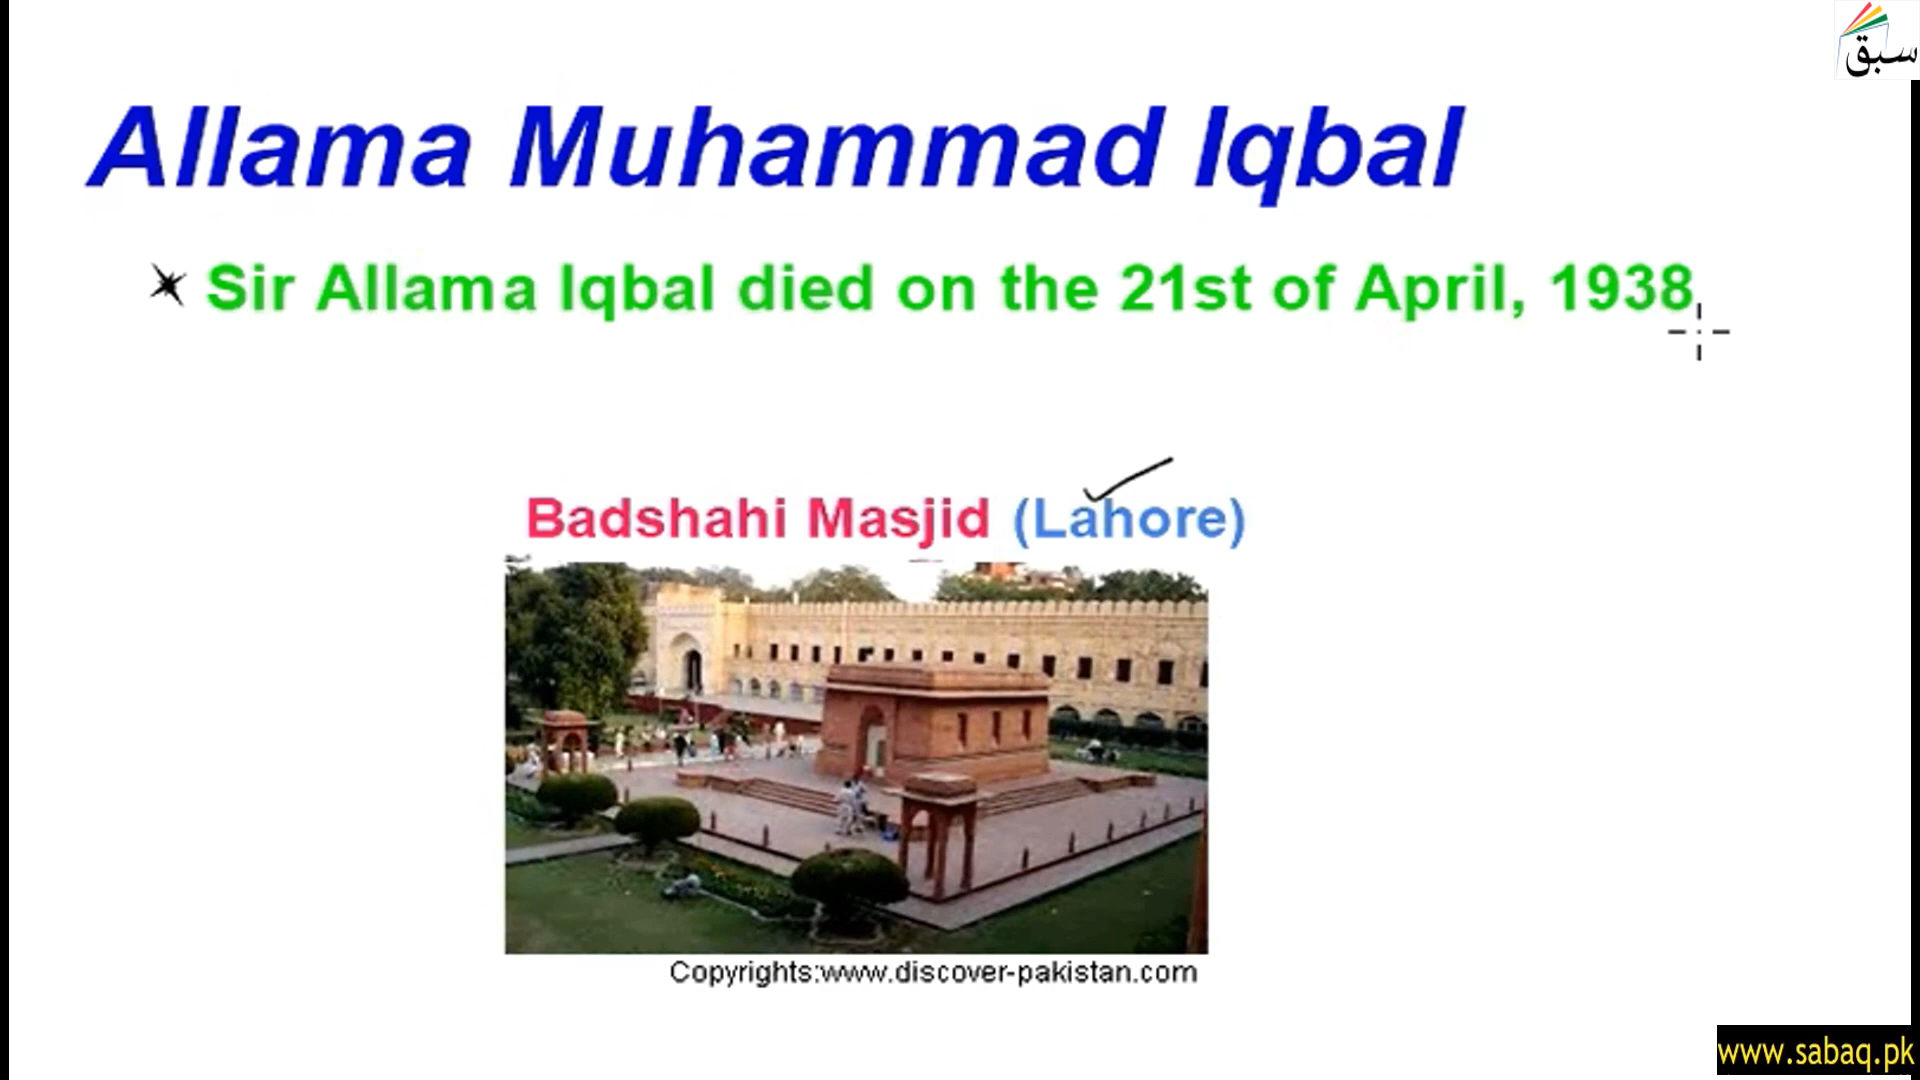 سبق
Allama Muhammad Iqbal
Sir Allama Iqbal died on the 21st of April, 1938
Badshahi Masjid (Lahore)
Copyrights:www.discover-pakistan.com
www.sabaq.pk